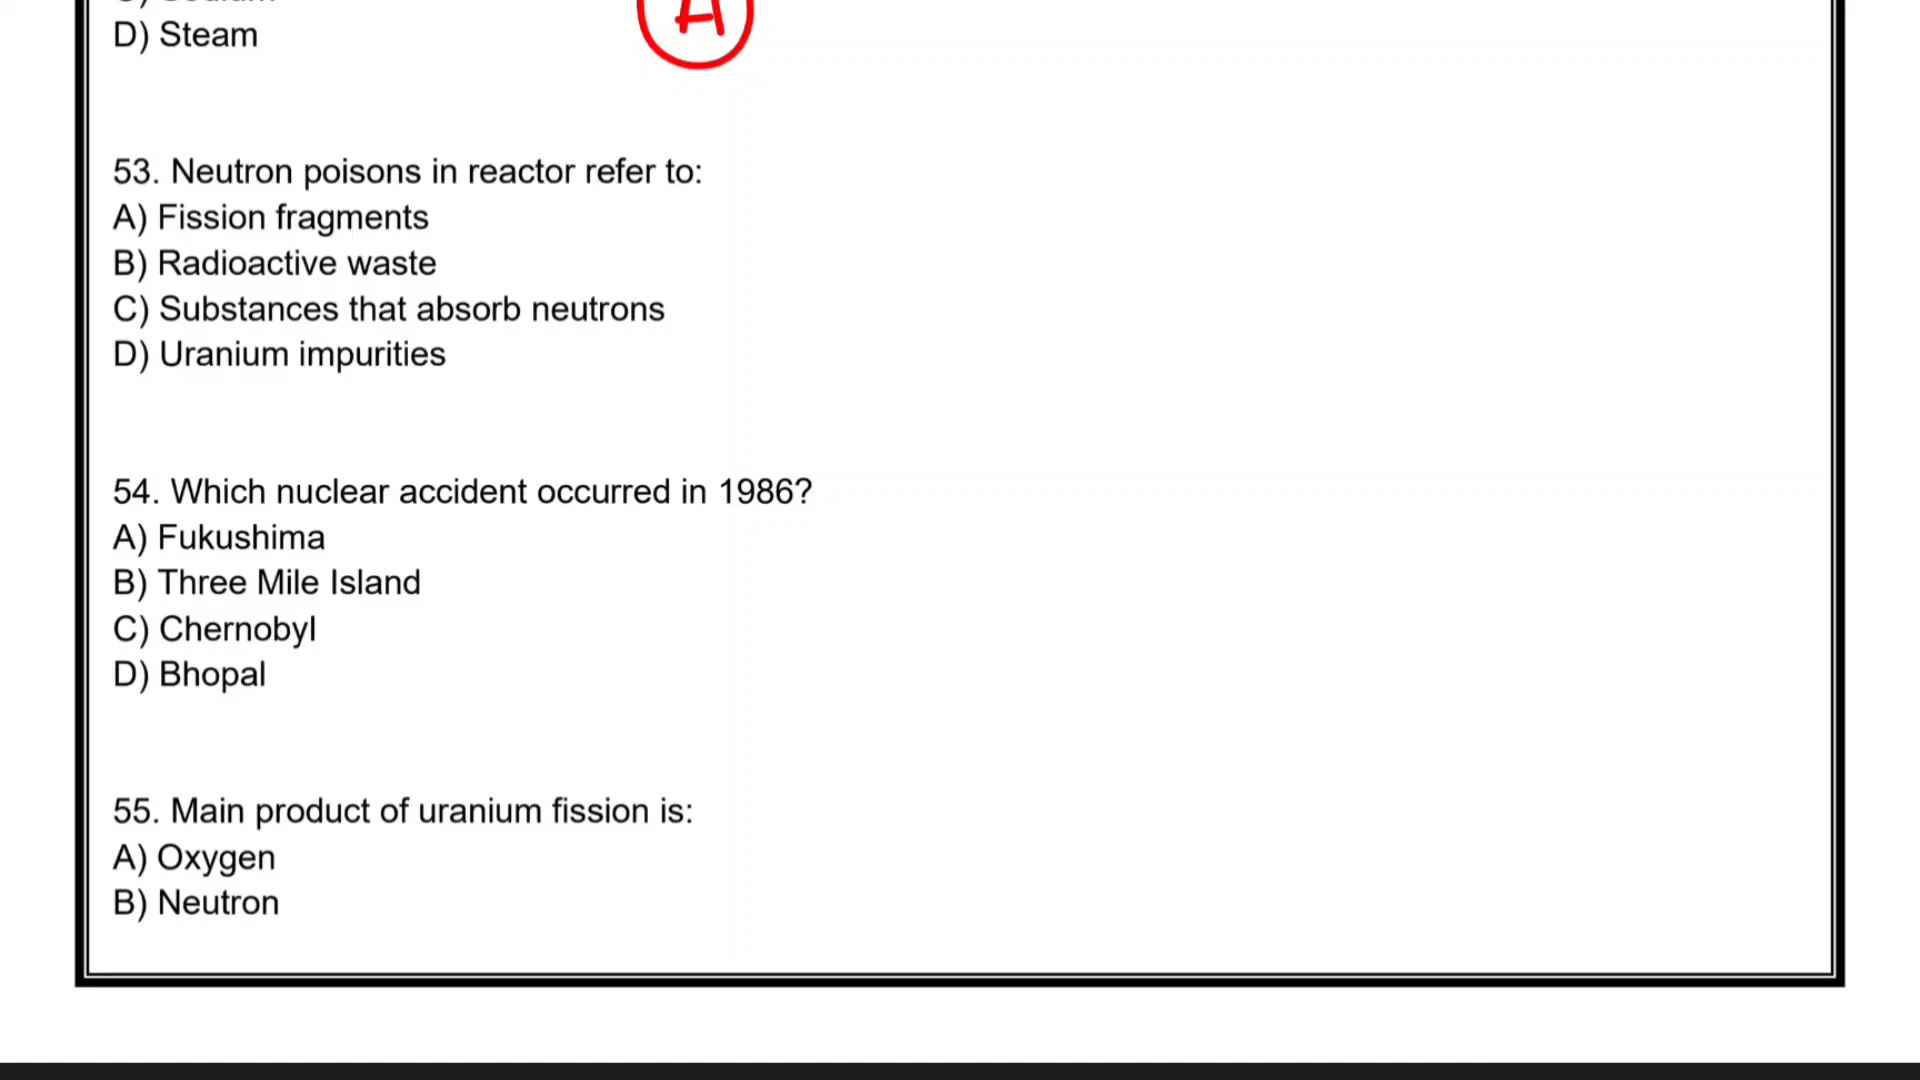 D) Steam
A
53. Neutron poisons in reactor refer to:
A) Fission fragments
B) Radioactive waste
C) Substances that absorb neutrons
D) Uranium impurities
54. Which nuclear accident occurred in 1986?
A) Fukushima
B) Three Mile Island
C) Chernobyl
D) Bhopal
55. Main product of uranium fission is:
A) Oxygen
B) Neutron